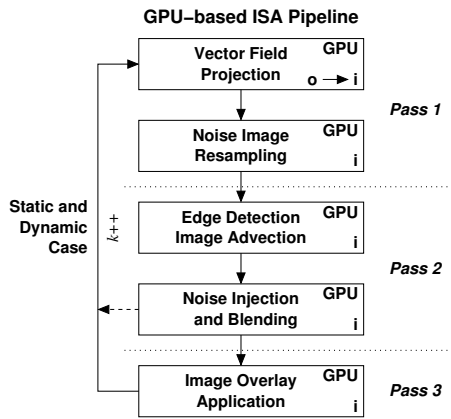 GPU–based ISA Pipeline
Vector Field
Projection
GPU
o → i
Pass 1
Noise Image
Resampling
GPU
i
Static and
Dynamic
Case
k++
Edge Detection
Image Advection
GPU
i
Pass 2
Noise Injection
and Blending
GPU
i
Image Overlay
Application
GPU
i
Pass 3